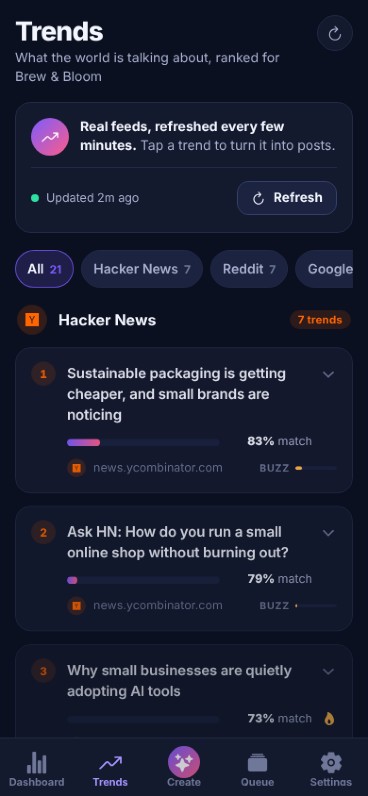 Trends
What the world is talking about, ranked for
Brew & Bloom
Real feeds, refreshed every few
minutes. Tap a trend to turn it into posts.
Updated 2m ago
Refresh
All 21
Hacker News 7
Reddit 7
Google
Y
Hacker News
7 trends
1
Sustainable packaging is getting
cheaper, and small brands are
noticing
83% match
Y
news.ycombinator.com
BUZZ
2
Ask HN: How do you run a small
online shop without burning out?
79% match
Y
news.ycombinator.com
BUZZ
3
Why small businesses are quietly
adopting AI tools
73% match
Dashboard
Trends
Create
Queue
Settings